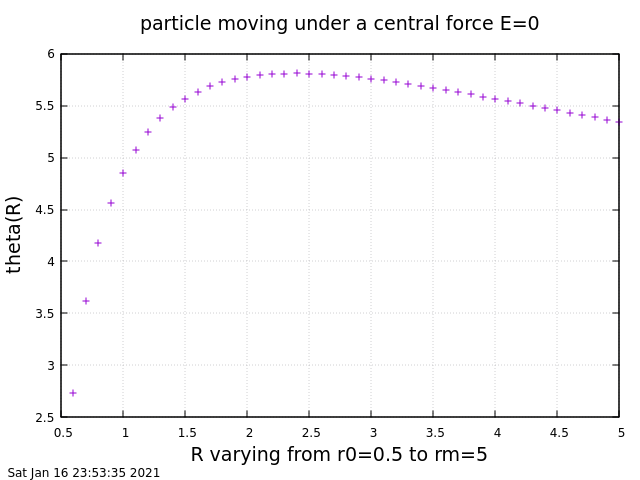 particle moving under a central force E=0
theta(R)
6
5.5
5
4.5
4
3.5
3
2.5
0.5 1 1.5 2 2.5 3 3.5 4 4.5 5
R varying from r0=0.5 to rm=5
Sat Jan 16 23:53:35 2021